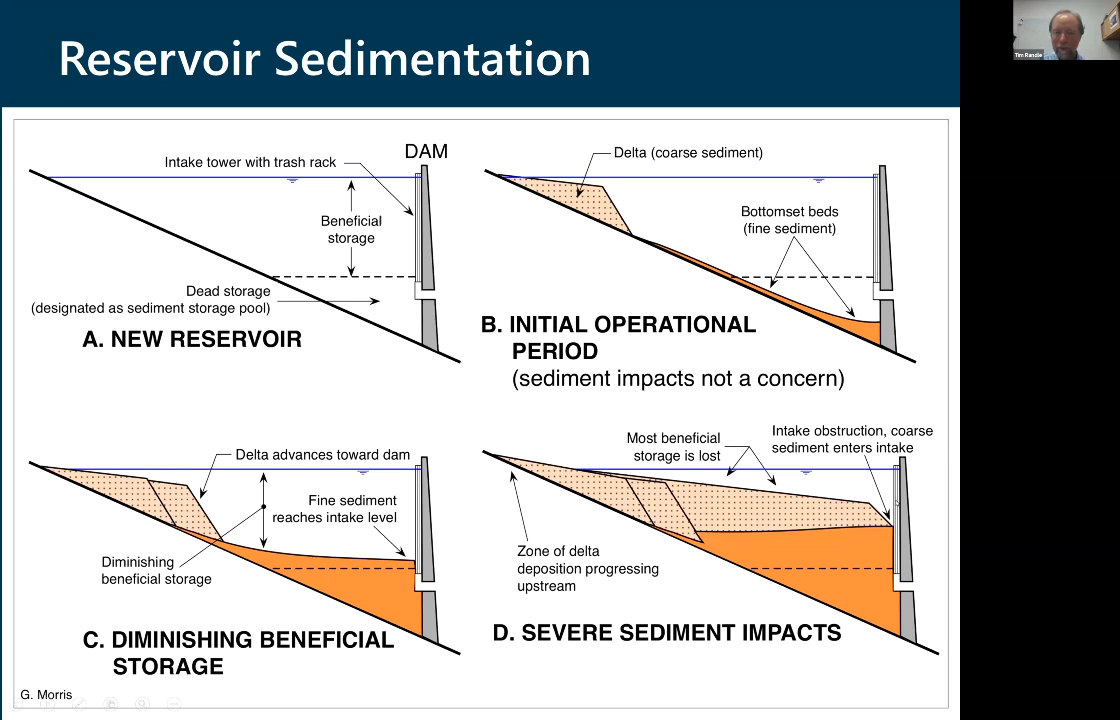 Reservoir Sedimentation
Tim Randle
DAM
Intake tower with trash rack
Beneficial
storage
Dead storage
(designated as sediment storage pool)
A. NEW RESERVOIR
Delta (coarse sediment)
Bottomset beds
(fine sediment)
B. INITIAL OPERATIONAL
PERIOD
(sediment impacts not a concern)
Delta advances toward dam
Fine sediment
reaches intake level
Diminishing
beneficial storage
C. DIMINISHING BENEFICIAL
STORAGE
Most beneficial
storage is lost
Intake obstruction, coarse
sediment enters intake
Zone of delta
deposition progressing
upstream
D. SEVERE SEDIMENT IMPACTS
G. Morris